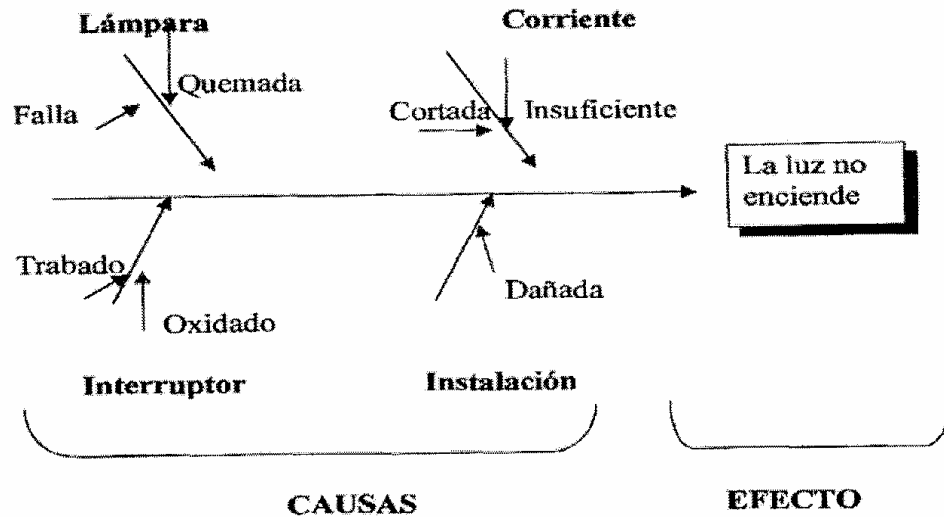 Lámpara
Corriente
Quemada
Falla
Cortada
Insuficiente
La luz no
enciende
Trabado
Dañada
Oxidado
Interruptor
Instalación
CAUSAS
EFECTO